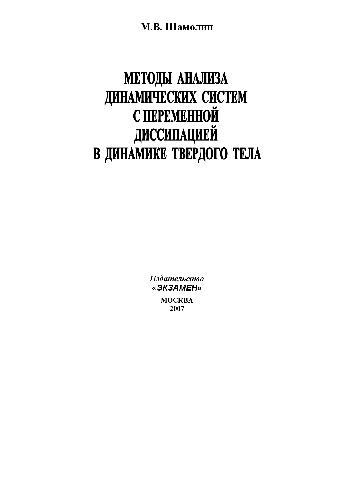 М.В. Шамолин
МЕТОДЫ АНАЛИЗА
ДИНАМИЧЕСКИХ СИСТЕМ
С ПЕРЕМЕННОЙ
ДИССИПАЦИЕЙ
В ДИНАМИКЕ ТВЕРДОГО ТЕЛА
Издательство
«ЭКЗАМЕН»
МОСКВА
2007